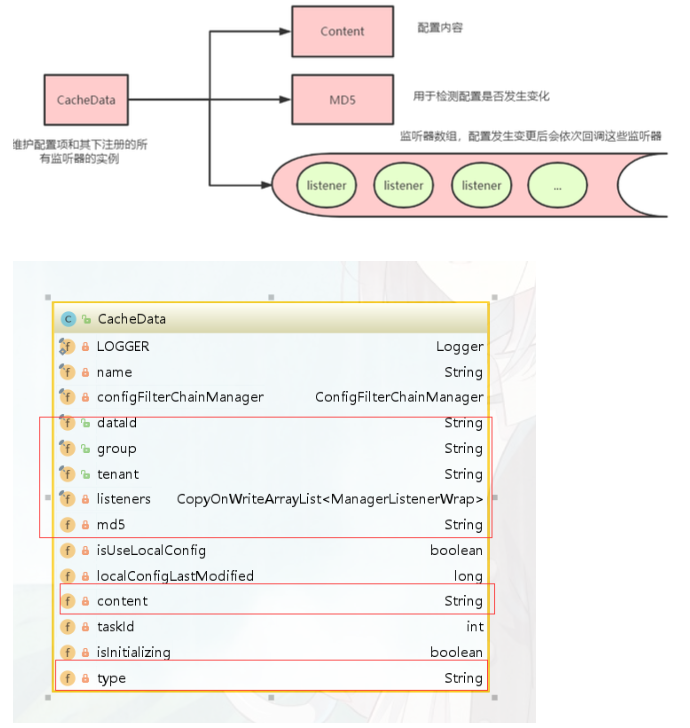 Content
配置内容
CacheData
MD5
用于检测配置是否发生变化
维护配置项和其下注册的所
有监听器的实例
监听器数组，配置发生变更后会依次回调这些监听器
listener
listener
listener
...
C CacheData
f LOGGER Logger
f name String
f configFilterChainManager ConfigFilterChainManager
f dataId String
f group String
f tenant String
f listeners CopyOnWriteArrayList<ManagerListenerWrap>
f md5 String
f isUseLocalConfig boolean
f localConfigLastModified long
f content String
f taskId int
f isInitializing boolean
f type String